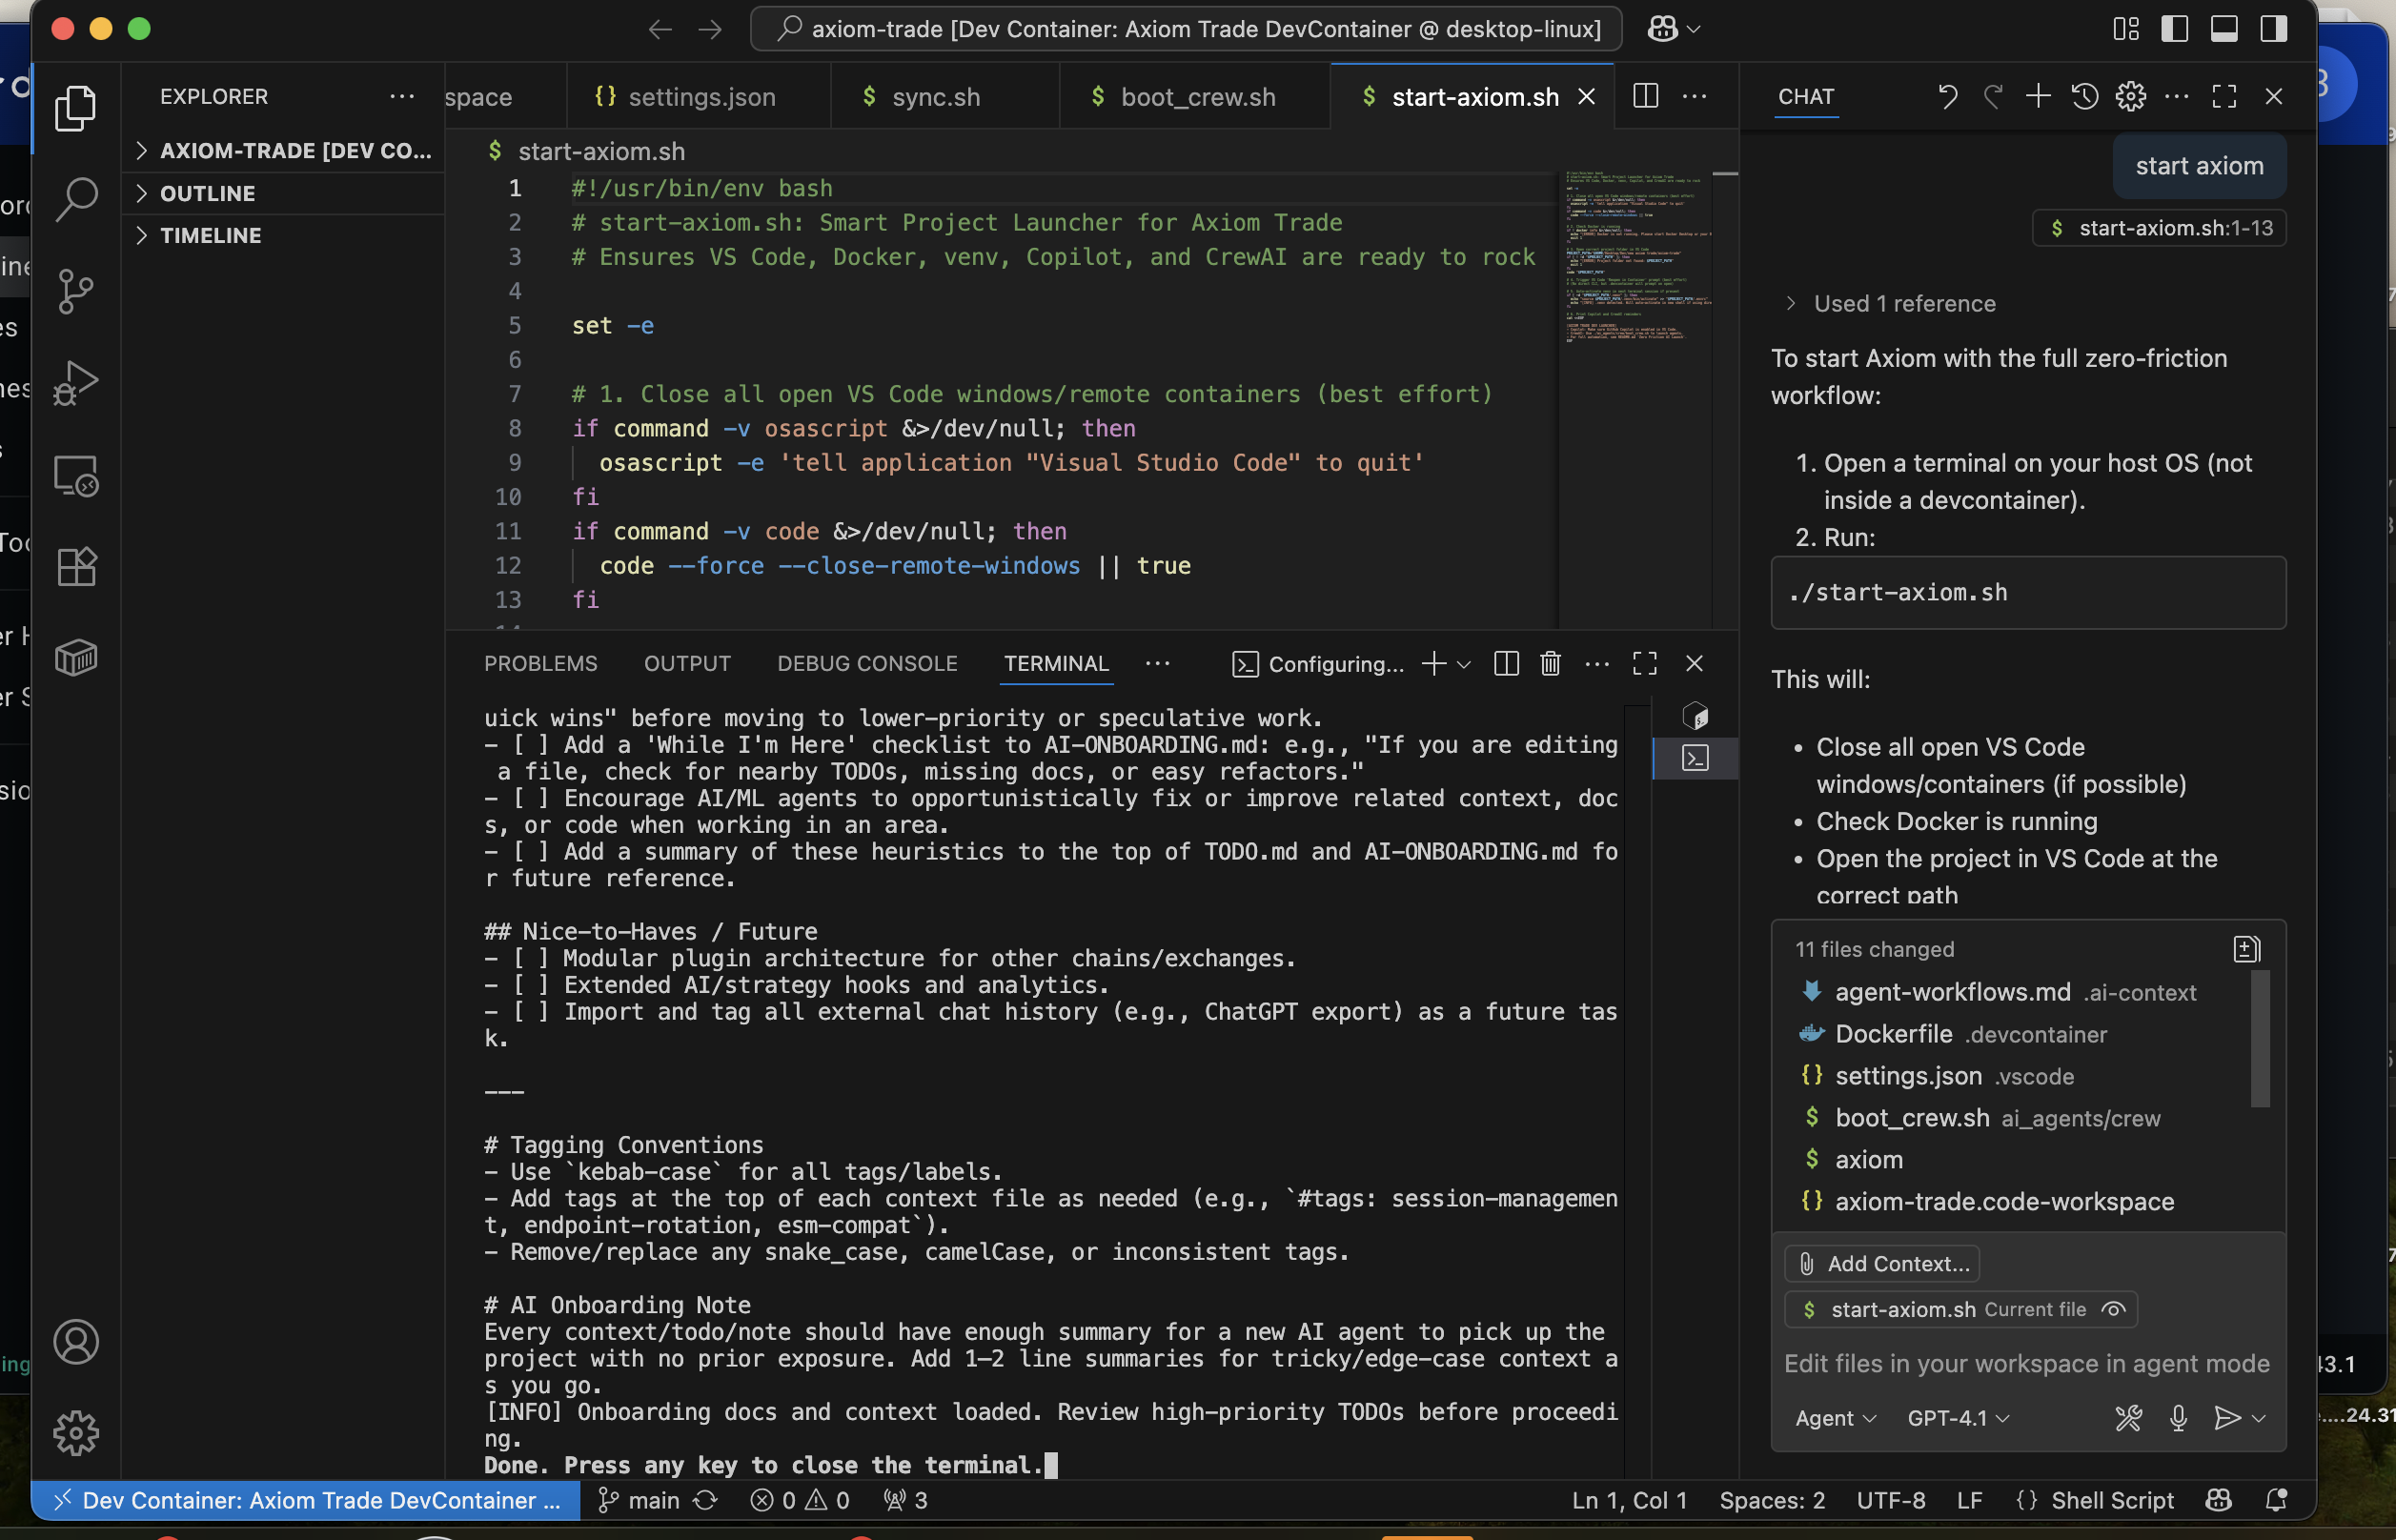 axiom-trade [Dev Container: Axiom Trade DevContainer @ desktop-linux]
EXPLORER
AXIOM-TRADE [DEV CO...
OUTLINE
TIMELINE
space
{} settings.json
$ sync.sh
$ boot_crew.sh
$ start-axiom.sh
$ start-axiom.sh
1 #!/usr/bin/env bash
2 # start-axiom.sh: Smart Project Launcher for Axiom Trade
3 # Ensures VS Code, Docker, venv, Copilot, and CrewAI are ready to rock
4
5 set -e
6
7 # 1. Close all open VS Code windows/remote containers (best effort)
8 if command -v osascript &>/dev/null; then
9 osascript -e 'tell application "Visual Studio Code" to quit'
10 fi
11 if command -v code &>/dev/null; then
12 code --force --close-remote-windows || true
13 fi
14
PROBLEMS OUTPUT DEBUG CONSOLE TERMINAL
Configuring...
uick wins" before moving to lower-priority or speculative work.
- [ ] Add a 'While I'm Here' checklist to AI-ONBOARDING.md: e.g., "If you are editing
a file, check for nearby TODOs, missing docs, or easy refactors."
- [ ] Encourage AI/ML agents to opportunistically fix or improve related context, doc
s, or code when working in an area.
- [ ] Add a summary of these heuristics to the top of TODO.md and AI-ONBOARDING.md fo
r future reference.
## Nice-to-Haves / Future
- [ ] Modular plugin architecture for other chains/exchanges.
- [ ] Extended AI/strategy hooks and analytics.
- [ ] Import and tag all external chat history (e.g., ChatGPT export) as a future tas
k.
---
# Tagging Conventions
- Use `kebab-case` for all tags/labels.
- Add tags at the top of each context file as needed (e.g., `#tags: session-managemen
t, endpoint-rotation, esm-compat`).
- Remove/replace any snake_case, camelCase, or inconsistent tags.
# AI Onboarding Note
Every context/todo/note should have enough summary for a new AI agent to pick up the
project with no prior exposure. Add 1–2 line summaries for tricky/edge-case context a
s you go.
[INFO] Onboarding docs and context loaded. Review high-priority TODOs before proceedi
ng.
Done. Press any key to close the terminal.
CHAT
start axiom
$ start-axiom.sh:1-13
Used 1 reference
To start Axiom with the full zero-friction
workflow:
1. Open a terminal on your host OS (not
inside a devcontainer).
2. Run:
./start-axiom.sh
This will:
• Close all open VS Code
windows/containers (if possible)
• Check Docker is running
• Open the project in VS Code at the
correct path
11 files changed
agent-workflows.md .ai-context
Dockerfile .devcontainer
{} settings.json .vscode
$ boot_crew.sh ai_agents/crew
$ axiom
{} axiom-trade.code-workspace
Add Context...
$ start-axiom.sh Current file
Edit files in your workspace in agent mode
Agent GPT-4.1
Dev Container: Axiom Trade DevContainer ...
main
0 0
3
Ln 1, Col 1 Spaces: 2 UTF-8 LF {} Shell Script